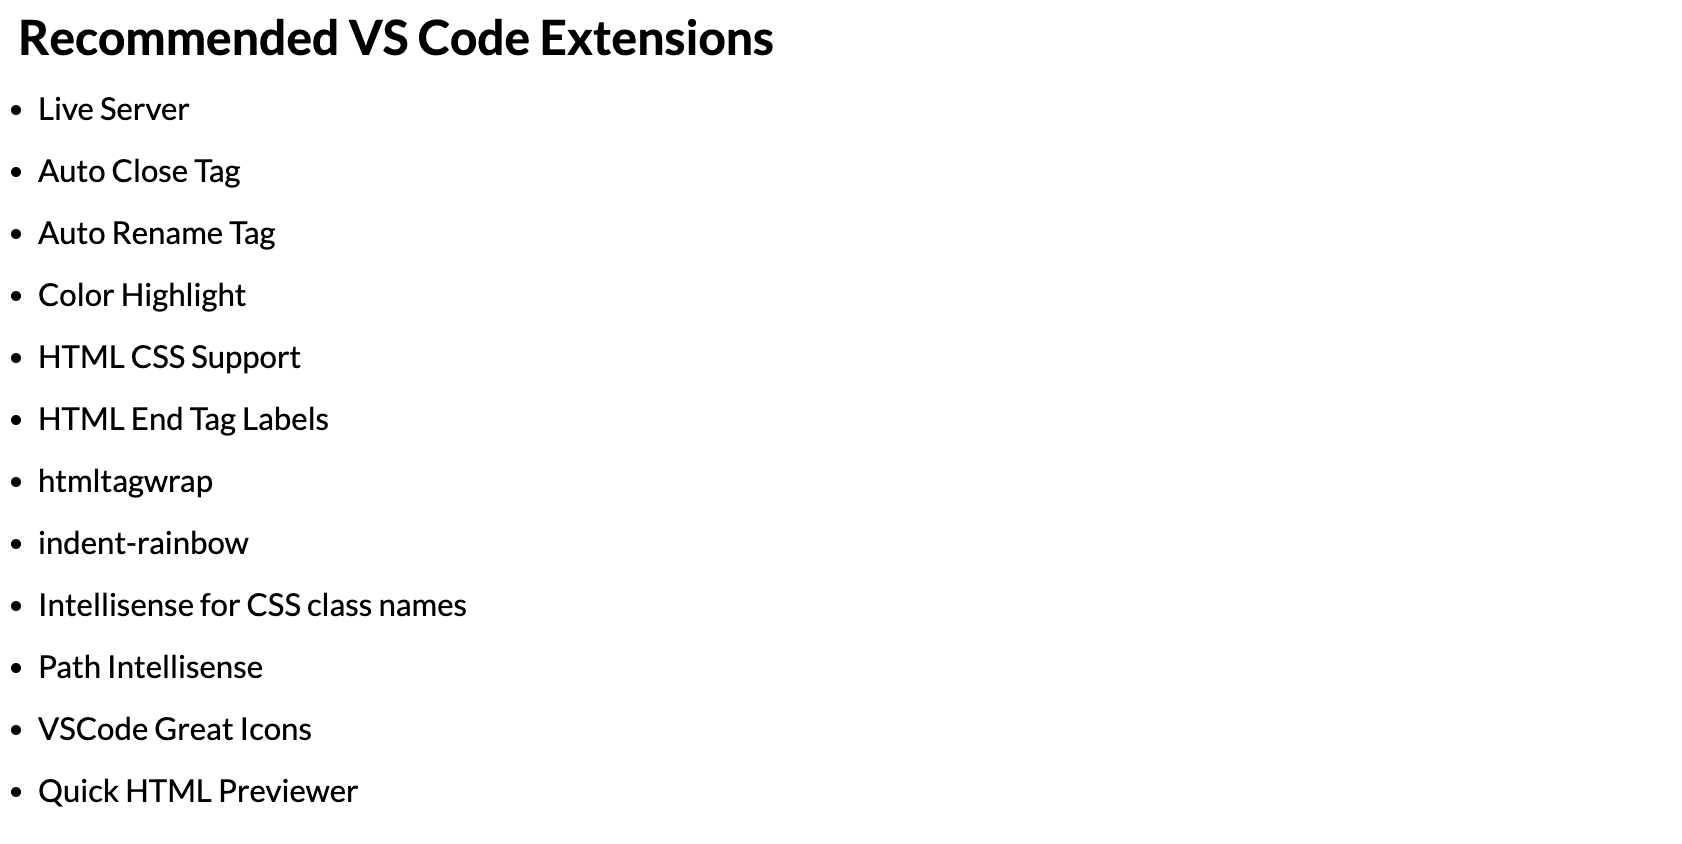 Recommended VS Code Extensions
• Live Server
• Auto Close Tag
• Auto Rename Tag
• Color Highlight
• HTML CSS Support
• HTML End Tag Labels
• htmltagwrap
• indent-rainbow
• Intellisense for CSS class names
• Path Intellisense
• VSCode Great Icons
• Quick HTML Previewer